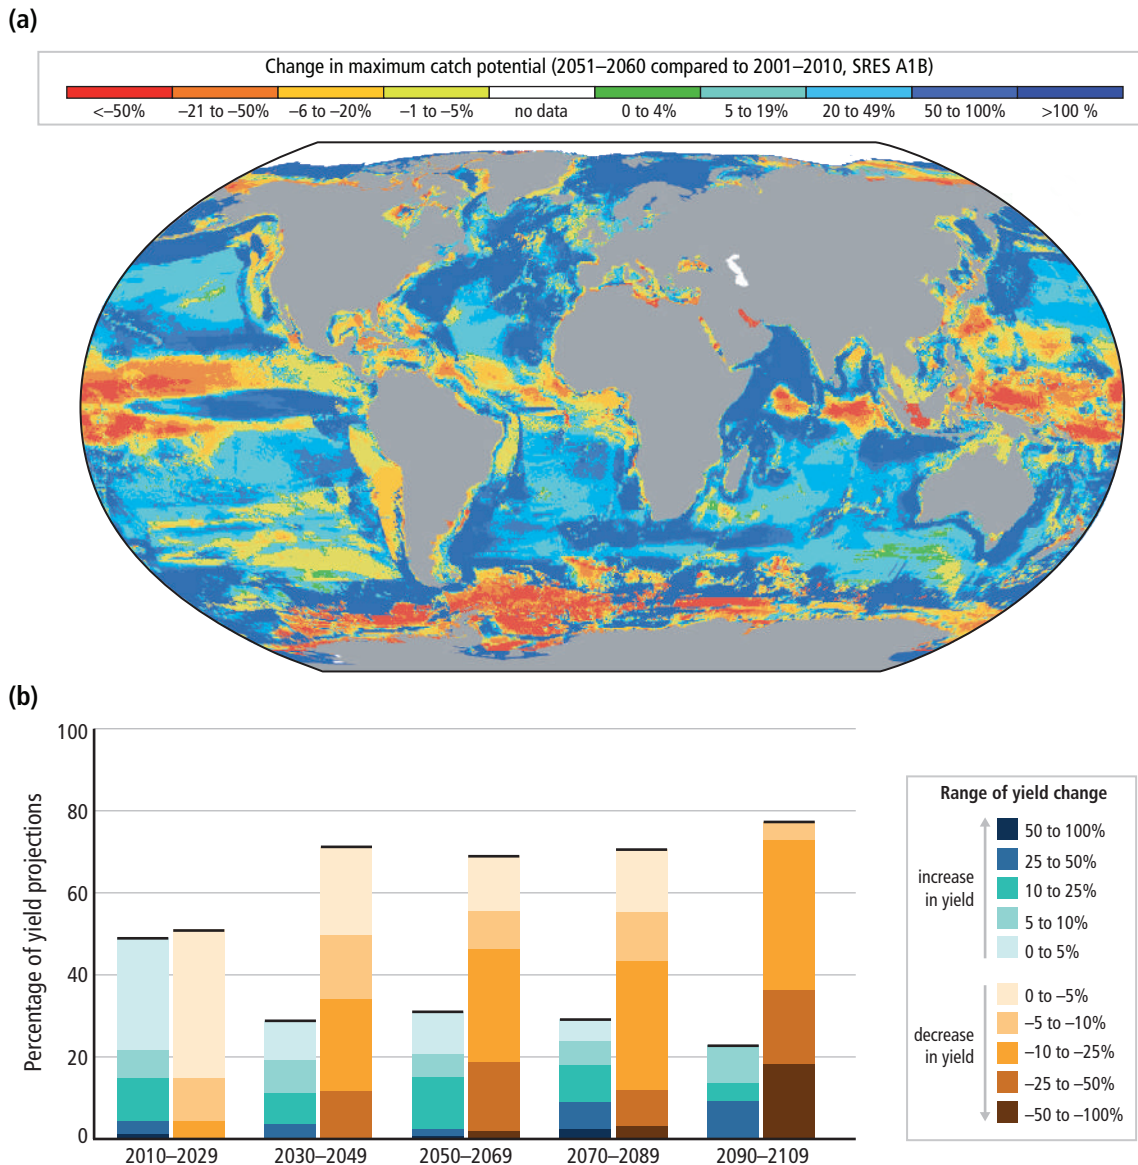 (a)
Change in maximum catch potential (2051–2060 compared to 2001–2010, SRES A1B)
<–50% –21 to –50% –6 to –20% –1 to –5% no data 0 to 4% 5 to 19% 20 to 49% 50 to 100% >100 %
(b)
Percentage of yield projections
100
80
60
40
20
0
2010–2029 2030–2049 2050–2069 2070–2089 2090–2109
Range of yield change
increase
in yield
50 to 100%
25 to 50%
10 to 25%
5 to 10%
0 to 5%
decrease
in yield
0 to –5%
–5 to –10%
–10 to –25%
–25 to –50%
–50 to –100%